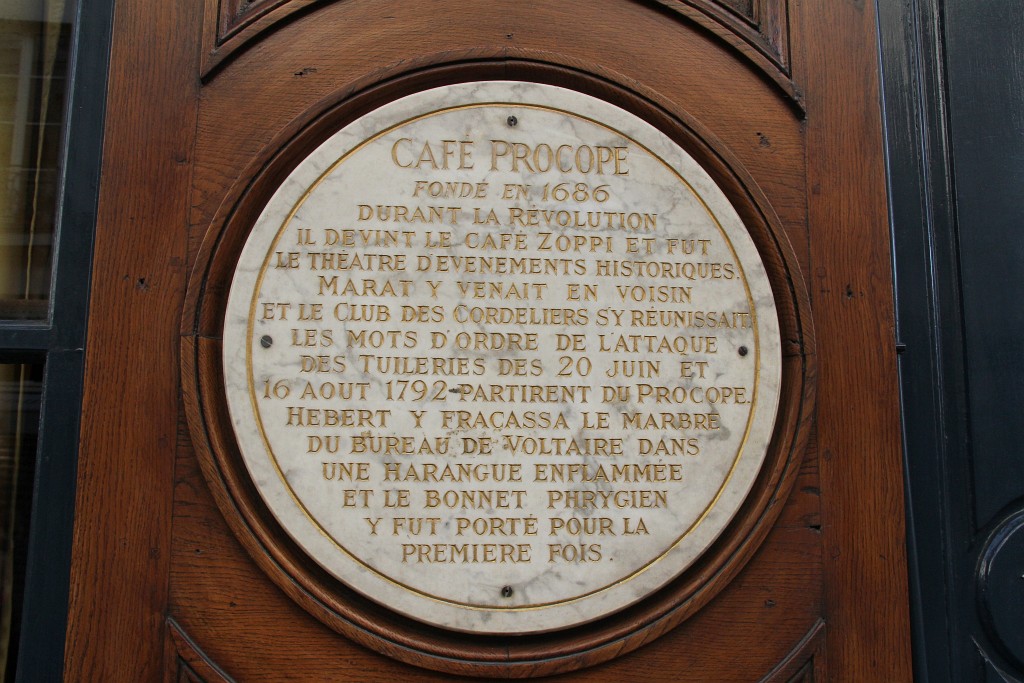 CAFÉ PROCOPE
FONDÉ EN 1686
DURANT LA RÉVOLUTION
IL DEVINT LE CAFÉ ZOPPI ET FUT
LE THÉATRE D'EVENEMENTS HISTORIQUES.
MARAT Y VENAIT EN VOISIN
ET LE CLUB DES CORDELIERS S'Y RÉUNISSAIT.
LES MOTS D'ORDRE DE L'ATTAQUE
DES TUILERIES DES 20 JUIN ET
16 AOUT 1792 PARTIRENT DU PROCOPE.
HEBERT Y FRAÇASSA LE MARBRE
DU BUREAU DE VOLTAIRE DANS
UNE HARANGUE ENFLAMMÉE
ET LE BONNET PHRYGIEN
Y FUT PORTÉ POUR LA
PREMIERE FOIS.